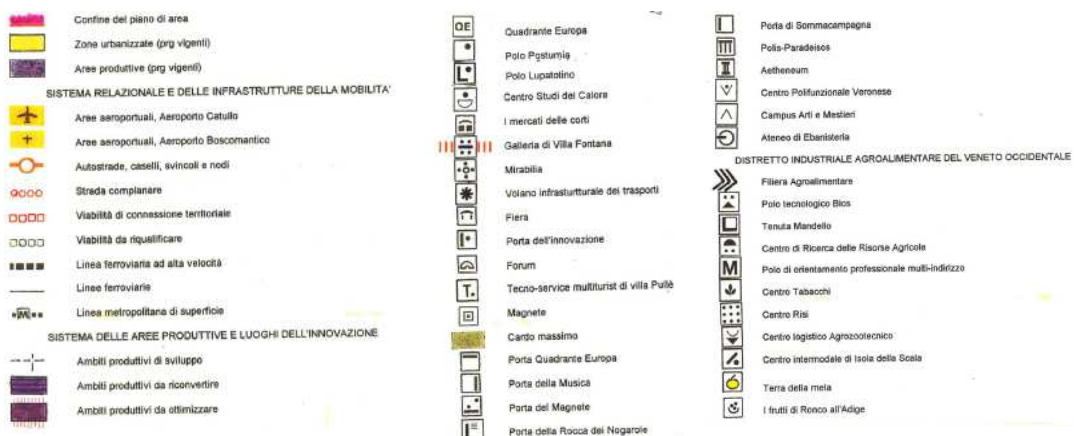 Confine del piano di area
Zone urbanizzate (prg vigenti)
Aree produttive (prg vigenti)
SISTEMA RELAZIONALE E DELLE INFRASTRUTTURE DELLA MOBILITA'
Aree aeroportuali, Aeroporto Catullo
Aree aeroportuali, Aeroporto Boscomantico
Autostrade, caselli, svincoli e nodi
Strada complanare
Viabilità di connessione territoriale
Viabilità da riqualificare
Linea ferroviaria ad alta velocità
Linee ferroviarie
M Linea metropolitana di superficie
SISTEMA DELLE AREE PRODUTTIVE E LUOGHI DELL'INNOVAZIONE
Ambiti produttivi di sviluppo
Ambiti produttivi da riconvertire
Ambiti produttivi da ottimizzare
QE Quadrante Europa
Polo Postumia
L Polo Lupatotino
Centro Studi del Calore
I mercati delle corti
Galleria di Villa Fontana
Mirabilia
Volano infrasturtturale dei trasporti
Fiera
Porta dell'innovazione
Forum
T. Tecno-service multiturist di villa Pullè
Magnete
Cardo massimo
Porta Quadrante Europa
Porta della Musica
Porta del Magnete
Porta della Rocca dei Nogarole
Porta di Sommacampagna
Polis-Paradeisos
Aetheneum
Centro Polifunzionale Veronese
Campus Arti e Mestieri
Ateneo di Ebanisteria
DISTRETTO INDUSTRIALE AGROALIMENTARE DEL VENETO OCCIDENTALE
Filiera Agroalimentare
Polo tecnologico Bios
Tenuta Mandello
Centro di Ricerca delle Risorse Agricole
M Polo di orientamento professionale multi-indirizzo
Centro Tabacchi
Centro Risi
Centro logistico Agrozootecnico
Centro intermodale di Isola della Scala
Terra della mela
I frutti di Ronco all'Adige